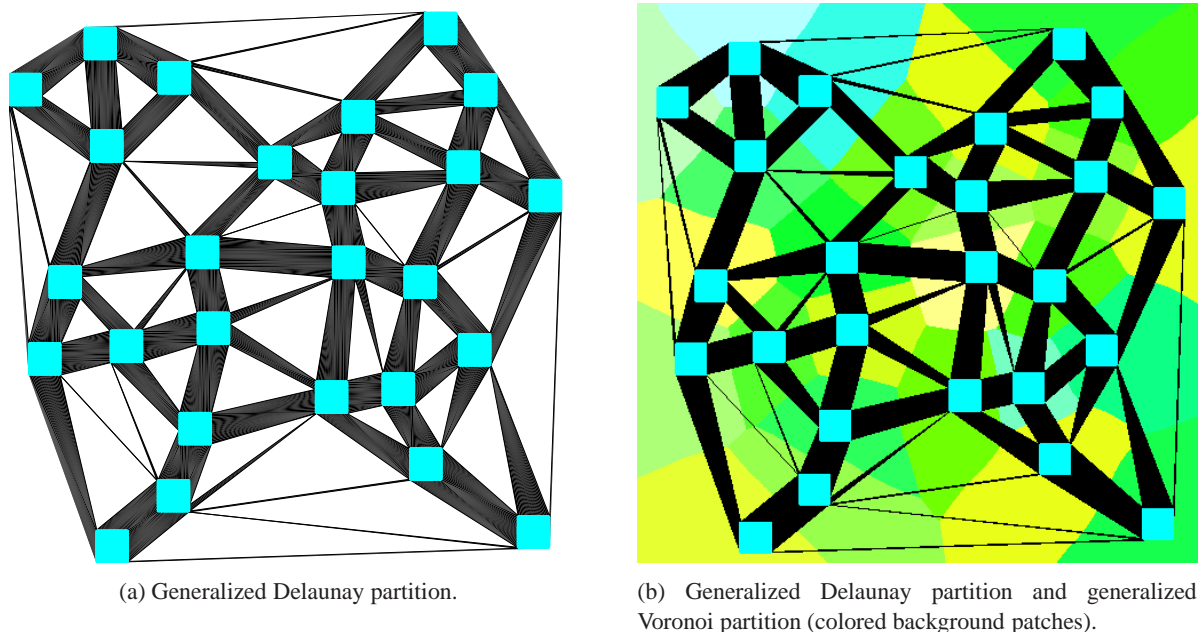 (a) Generalized Delaunay partition.
(b) Generalized Delaunay partition and generalized
Voronoi partition (colored background patches).